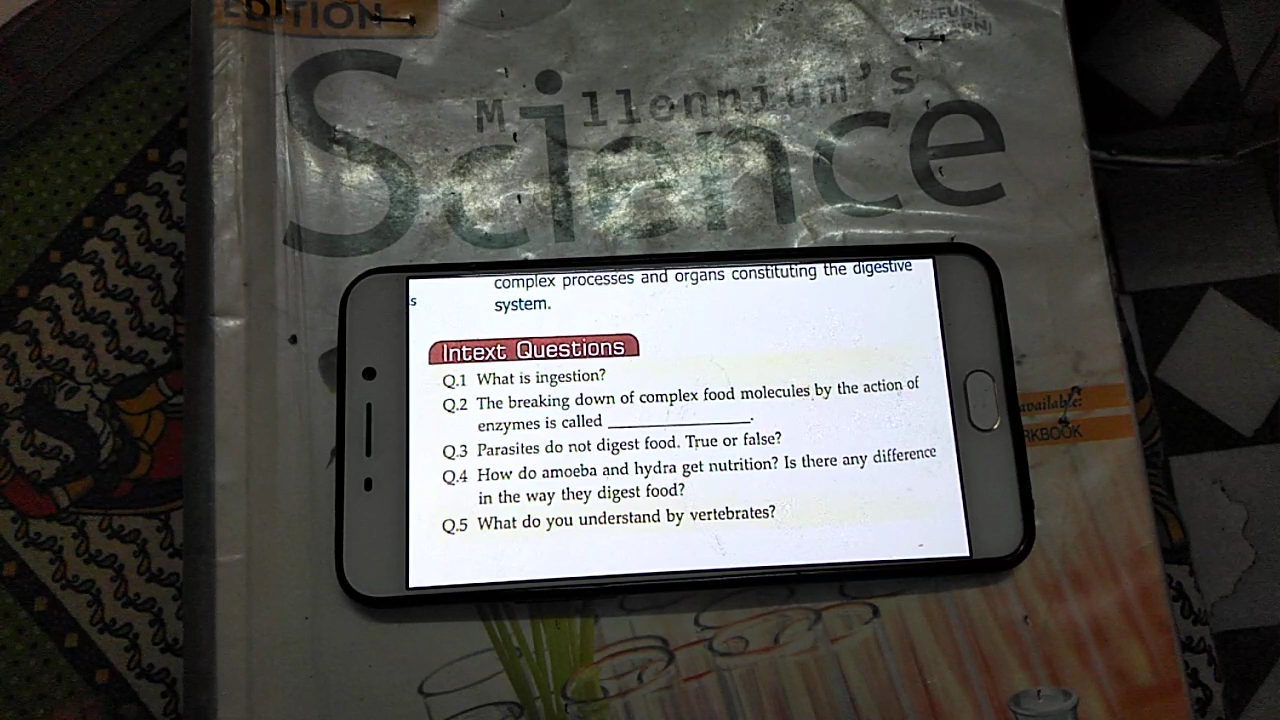 EDITION
Millennium's
Science
complex processes and organs constituting the digestive
s
system.
Intext Questions
Q.1 What is ingestion?
Q.2 The breaking down of complex food molecules by the action of
enzymes is called ______________.
Q.3 Parasites do not digest food. True or false?
Q.4 How do amoeba and hydra get nutrition? Is there any difference
in the way they digest food?
Q.5 What do you understand by vertebrates?
available:
RKBOOK